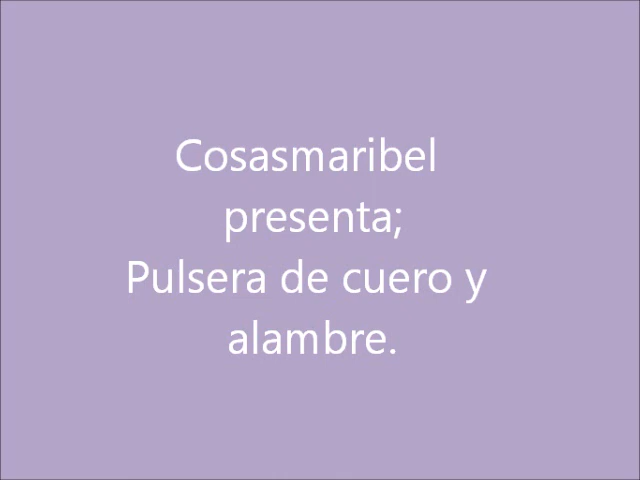 Cosasmaribel
presenta;
Pulsera de cuero y
alambre.